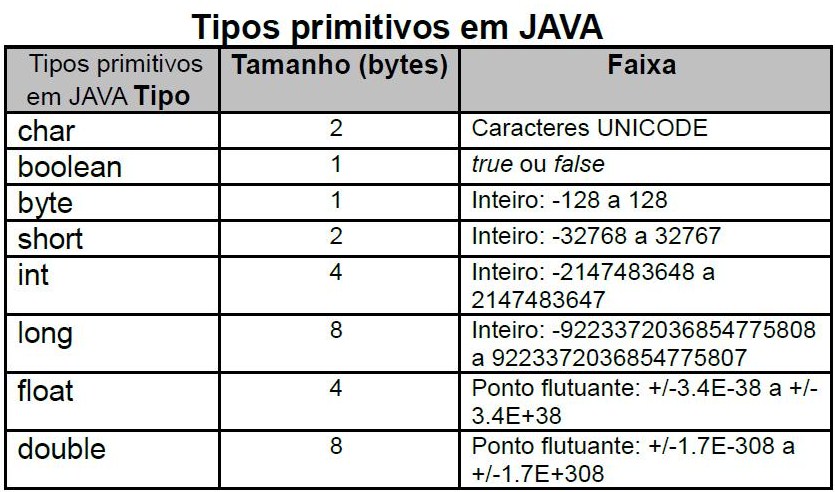 Tipos primitivos em JAVA
Tipos primitivos
em JAVA Tipo
Tamanho (bytes)
Faixa
char
2
Caracteres UNICODE
boolean
1
true ou false
byte
1
Inteiro: -128 a 128
short
2
Inteiro: -32768 a 32767
int
4
Inteiro: -2147483648 a
2147483647
long
8
Inteiro: -9223372036854775808
a 9223372036854775807
float
4
Ponto flutuante: +/-3.4E-38 a +/-
3.4E+38
double
8
Ponto flutuante: +/-1.7E-308 a
+/-1.7E+308